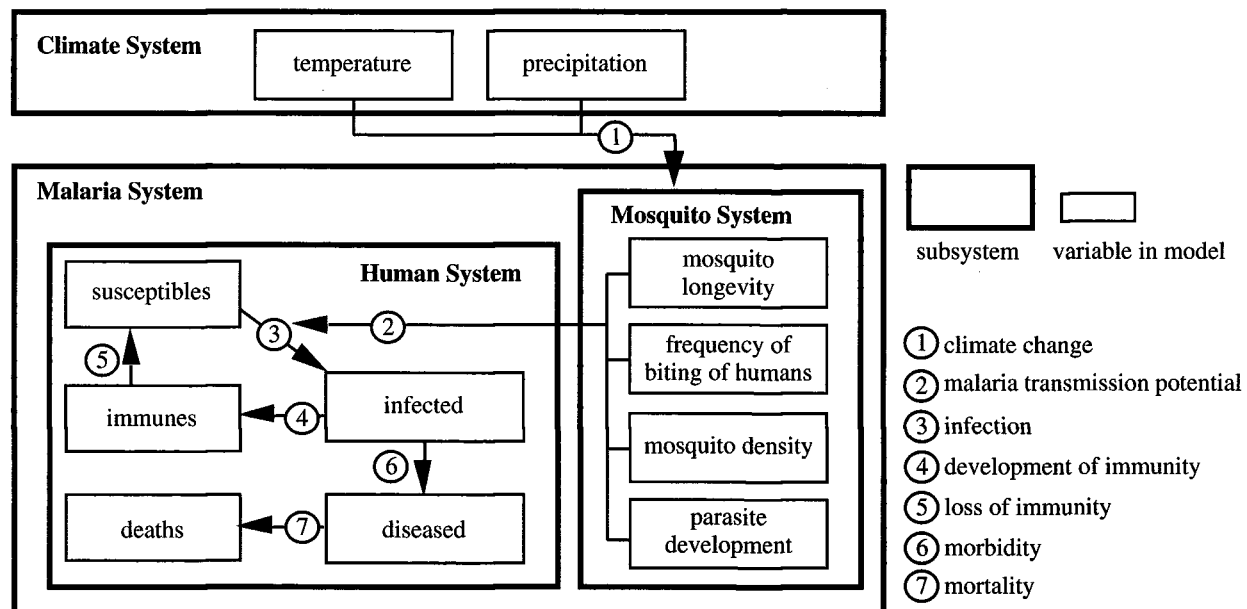 Climate System
temperature
precipitation
1
Malaria System
Mosquito System
mosquito
longevity
frequency of
biting of humans
mosquito density
parasite
development
Human System
susceptibles
3
2
5
immunes
4
infected
6
deaths
7
diseased
subsystem
variable in model
1 climate change
2 malaria transmission potential
3 infection
4 development of immunity
5 loss of immunity
6 morbidity
7 mortality